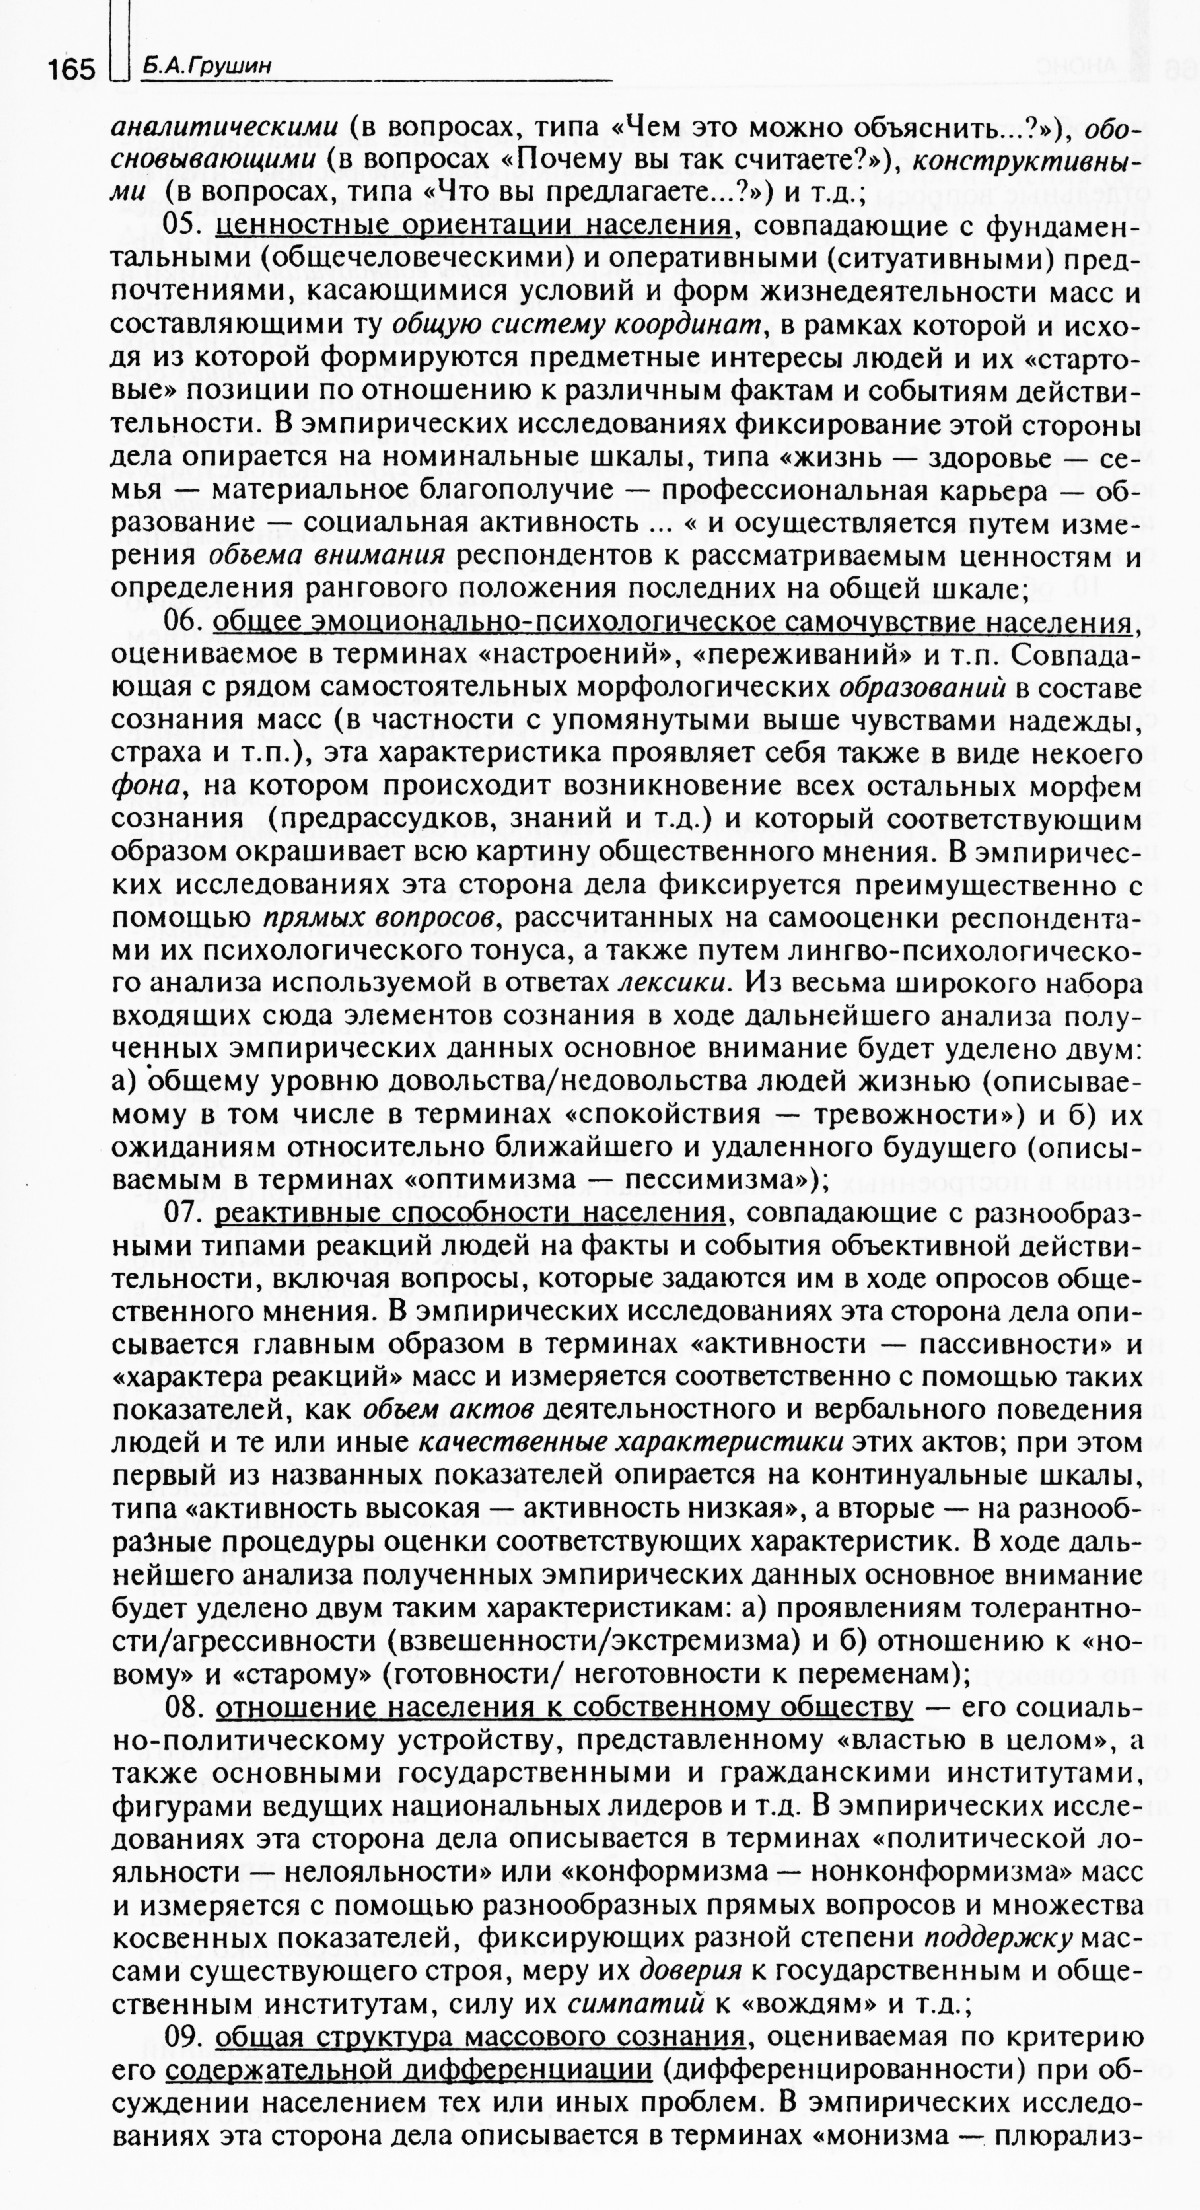 165
Б.А.Грушин
аналитическими (в вопросах, типа «Чем это можно объяснить...?»), обо-
сновывающими (в вопросах «Почему вы так считаете?»), конструктивны-
ми (в вопросах, типа «Что вы предлагаете...?») и т.д.;
05. ценностные ориентации населения, совпадающие с фундамен-
тальными (общечеловеческими) и оперативными (ситуативными) пред-
почтениями, касающимися условий и форм жизнедеятельности масс и
составляющими ту общую систему координат, в рамках которой и исхо-
дя из которой формируются предметные интересы людей и их «старто-
вые» позиции по отношению к различным фактам и событиям действи-
тельности. В эмпирических исследованиях фиксирование этой стороны
дела опирается на номинальные шкалы, типа «жизнь — здоровье — се-
мья — материальное благополучие — профессиональная карьера — об-
разование — социальная активность ... « и осуществляется путем изме-
рения объема внимания респондентов к рассматриваемым ценностям и
определения рангового положения последних на общей шкале;
06. общее эмоционально-психологическое самочувствие населения,
оцениваемое в терминах «настроений», «переживаний» и т.п. Совпада-
ющая с рядом самостоятельных морфологических образований в составе
сознания масс (в частности с упомянутыми выше чувствами надежды,
страха и т.п.), эта характеристика проявляет себя также в виде некоего
фона, на котором происходит возникновение всех остальных морфем
сознания (предрассудков, знаний и т.д.) и который соответствующим
образом окрашивает всю картину общественного мнения. В эмпиричес-
ких исследованиях эта сторона дела фиксируется преимущественно с
помощью прямых вопросов, рассчитанных на самооценки респондента-
ми их психологического тонуса, а также путем лингво-психологическо-
го анализа используемой в ответах лексики. Из весьма широкого набора
входящих сюда элементов сознания в ходе дальнейшего анализа полу-
ченных эмпирических данных основное внимание будет уделено двум:
а) общему уровню довольства/недовольства людей жизнью (описывае-
мому в том числе в терминах «спокойствия — тревожности») и б) их
ожиданиям относительно ближайшего и удаленного будущего (описы-
ваемым в терминах «оптимизма — пессимизма»);
07. реактивные способности населения, совпадающие с разнообраз-
ными типами реакций людей на факты и события объективной действи-
тельности, включая вопросы, которые задаются им в ходе опросов обще-
ственного мнения. В эмпирических исследованиях эта сторона дела опи-
сывается главным образом в терминах «активности — пассивности» и
«характера реакций» масс и измеряется соответственно с помощью таких
показателей, как объем актов деятельностного и вербального поведения
людей и те или иные качественные характеристики этих актов; при этом
первый из названных показателей опирается на континуальные шкалы,
типа «активность высокая — активность низкая», а вторые — на разнооб-
разные процедуры оценки соответствующих характеристик. В ходе даль-
нейшего анализа полученных эмпирических данных основное внимание
будет уделено двум таким характеристикам: а) проявлениям толерантно-
сти/агрессивности (взвешенности/экстремизма) и б) отношению к «но-
вому» и «старому» (готовности/ неготовности к переменам);
08. отношение населения к собственному обществу — его социаль-
но-политическому устройству, представленному «властью в целом», а
также основными государственными и гражданскими институтами,
фигурами ведущих национальных лидеров и т.д. В эмпирических иссле-
дованиях эта сторона дела описывается в терминах «политической ло-
яльности — нелояльности» или «конформизма — нонконформизма» масс
и измеряется с помощью разнообразных прямых вопросов и множества
косвенных показателей, фиксирующих разной степени поддержку мас-
сами существующего строя, меру их доверия к государственным и обще-
ственным институтам, силу их симпатий к «вождям» и т.д.;
09. общая структура массового сознания, оцениваемая по критерию
его содержательной дифференциации (дифференцированности) при об-
суждении населением тех или иных проблем. В эмпирических исследо-
ваниях эта сторона дела описывается в терминах «монизма — плюрализ-